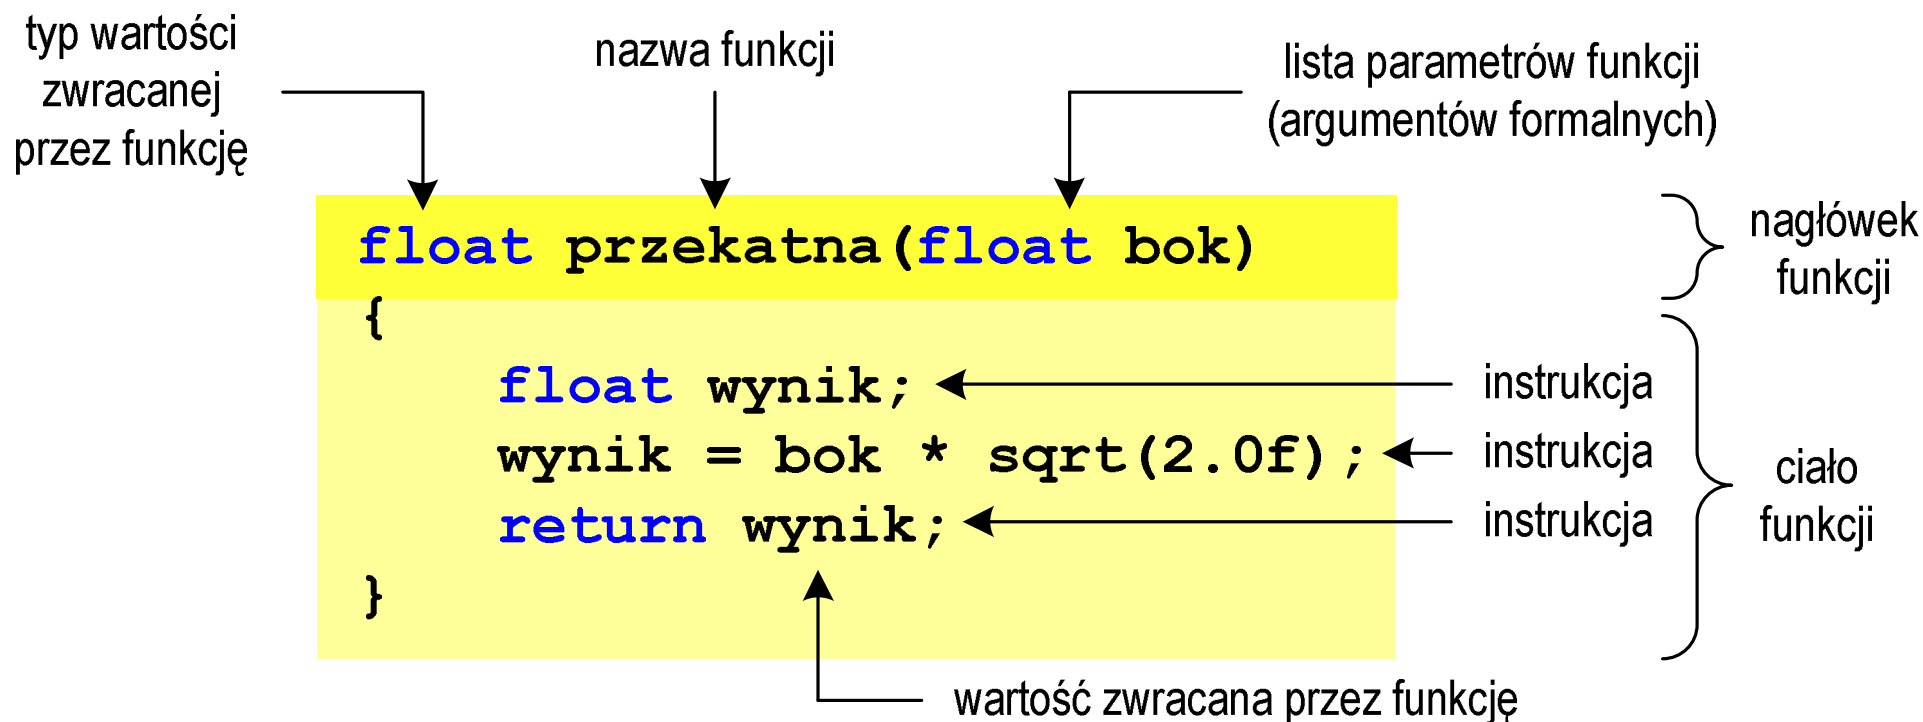 typ wartości
zwracanej
przez funkcję
nazwa funkcji
lista parametrów funkcji
(argumentów formalnych)
float przekatna(float bok)
nagłówek
funkcji
{
float wynik;
instrukcja
wynik = bok * sqrt(2.0f);
instrukcja
return wynik;
instrukcja
}
ciało
funkcji
wartość zwracana przez funkcję